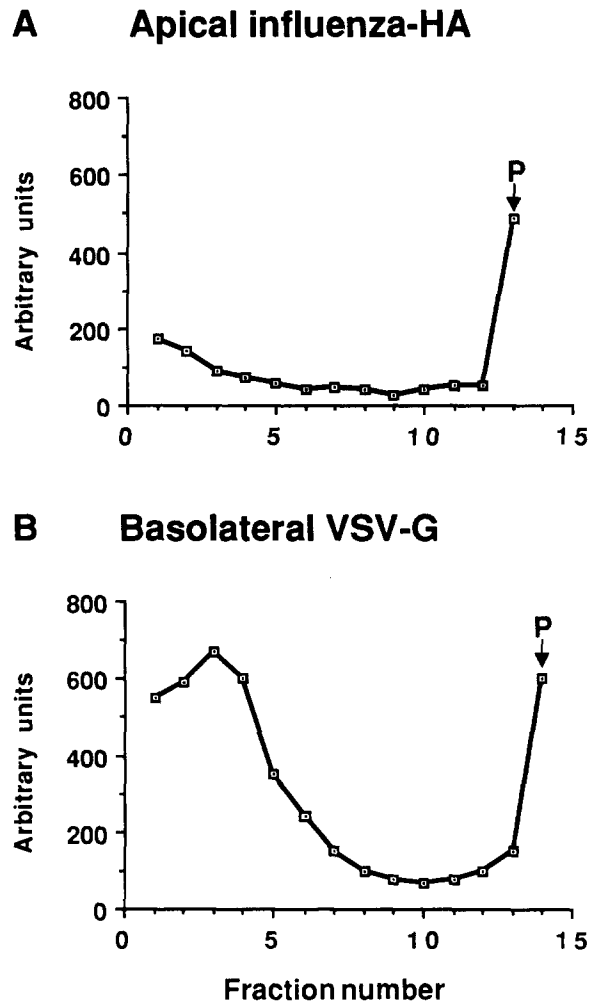 A Apical influenza-HA
800
600
400
200
0
Arbitrary units
P
0 5 10 15
B Basolateral VSV-G
800
600
400
200
0
Arbitrary units
P
0 5 10 15
Fraction number